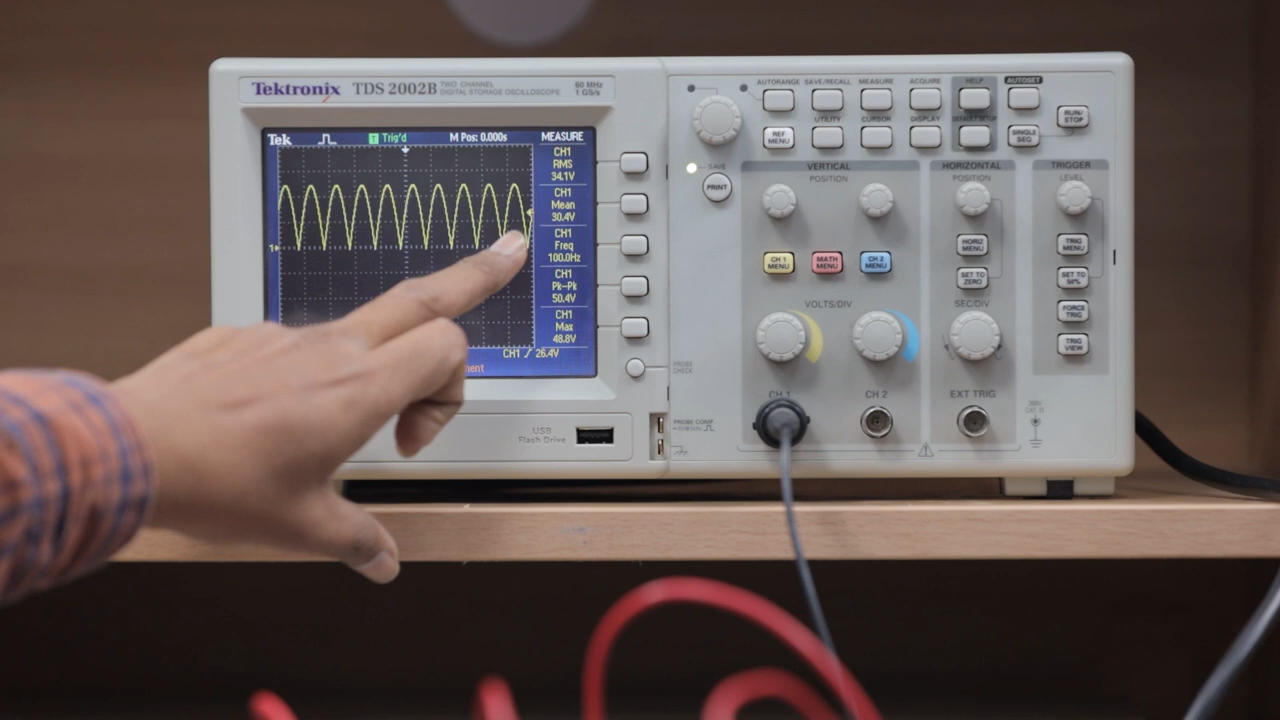 Tektronix TDS 2002B TWO CHANNEL DIGITAL STORAGE OSCILLOSCOPE
60 MHz
1 GS/s
Tek T Trig'd M Pos: 0.000s MEASURE
CH1
RMS
34.1V
CH1
Mean
30.4V
CH1
Freq
100.0Hz
CH1
Pk-Pk
50.4V
CH1
Max
48.8V
1
CH1 26.4V
USB
Flash Drive
AUTORANGE SAVE/RECALL MEASURE ACQUIRE HELP AUTOSET
REF
MENU
UTILITY CURSOR DISPLAY DEFAULT SETUP
SINGLE
SEQ
RUN/
STOP
SAVE
PRINT
VERTICAL
POSITION
CH 1
MENU
MATH
MENU
CH 2
MENU
VOLTS/DIV
CH 1
CH 2
HORIZONTAL
POSITION
HORIZ
MENU
SET TO
ZERO
SEC/DIV
EXT TRIG
TRIGGER
LEVEL
TRIG
MENU
SET TO
50%
FORCE
TRIG
TRIG
VIEW
PROBE
CHECK
PROBE COMP